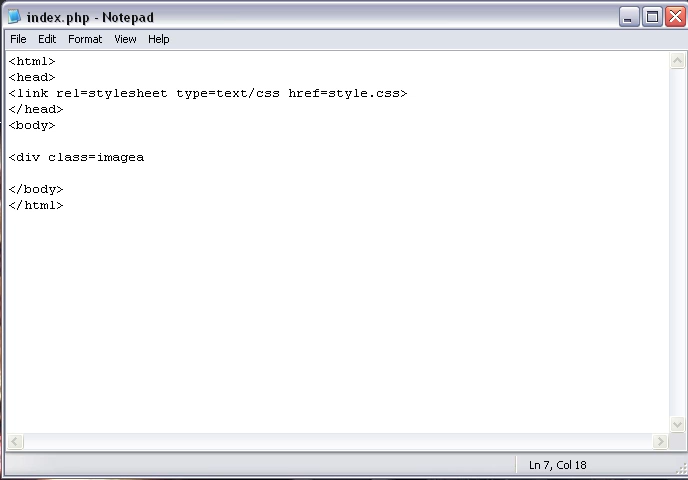 index.php - Notepad
File Edit Format View Help
<html>
<head>
<link rel=stylesheet type=text/css href=style.css>
</head>
<body>
<div class=imagea
</body>
</html>
Ln 7, Col 18